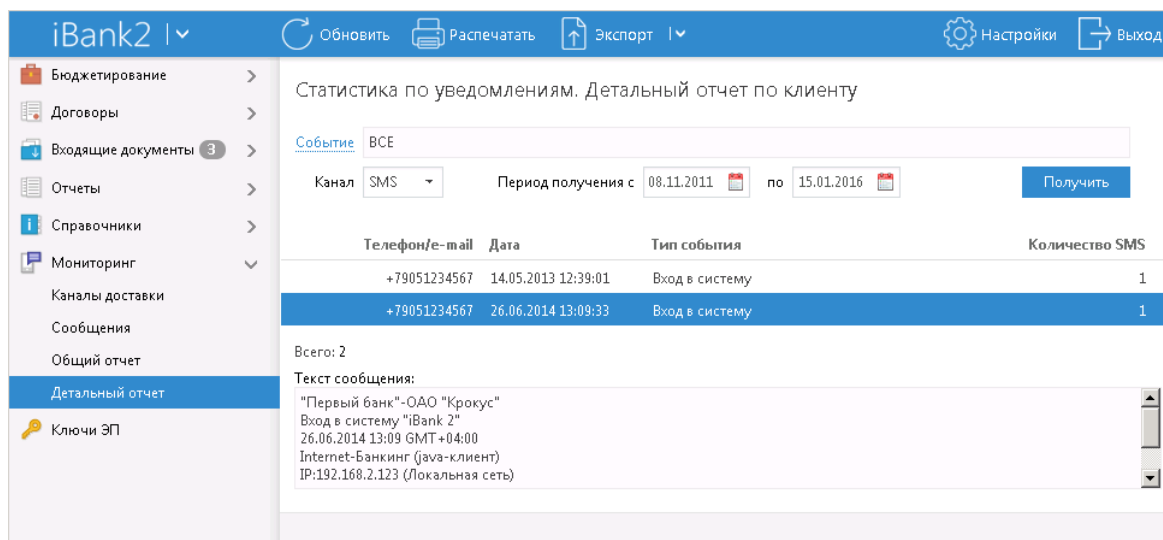 iBank2
Обновить
Распечатать
Экспорт
Настройки
Выход
Бюджетирование
Договоры
Входящие документы 3
Отчеты
Справочники
Мониторинг
Каналы доставки
Сообщения
Общий отчет
Детальный отчет
Ключи ЭП
Статистика по уведомлениям. Детальный отчет по клиенту
Событие ВСЕ
Канал SMS Период получения с 08.11.2011 по 15.01.2016 Получить
Телефон/e-mail Дата Тип события Количество SMS
+79051234567 14.05.2013 12:39:01 Вход в систему 1
+79051234567 26.06.2014 13:09:33 Вход в систему 1
Всего: 2
Текст сообщения:
"Первый банк"-ОАО "Крокус"
Вход в систему "iBank 2"
26.06.2014 13:09 GMT+04:00
Internet-Банкинг (java-клиент)
IP:192.168.2.123 (Локальная сеть)